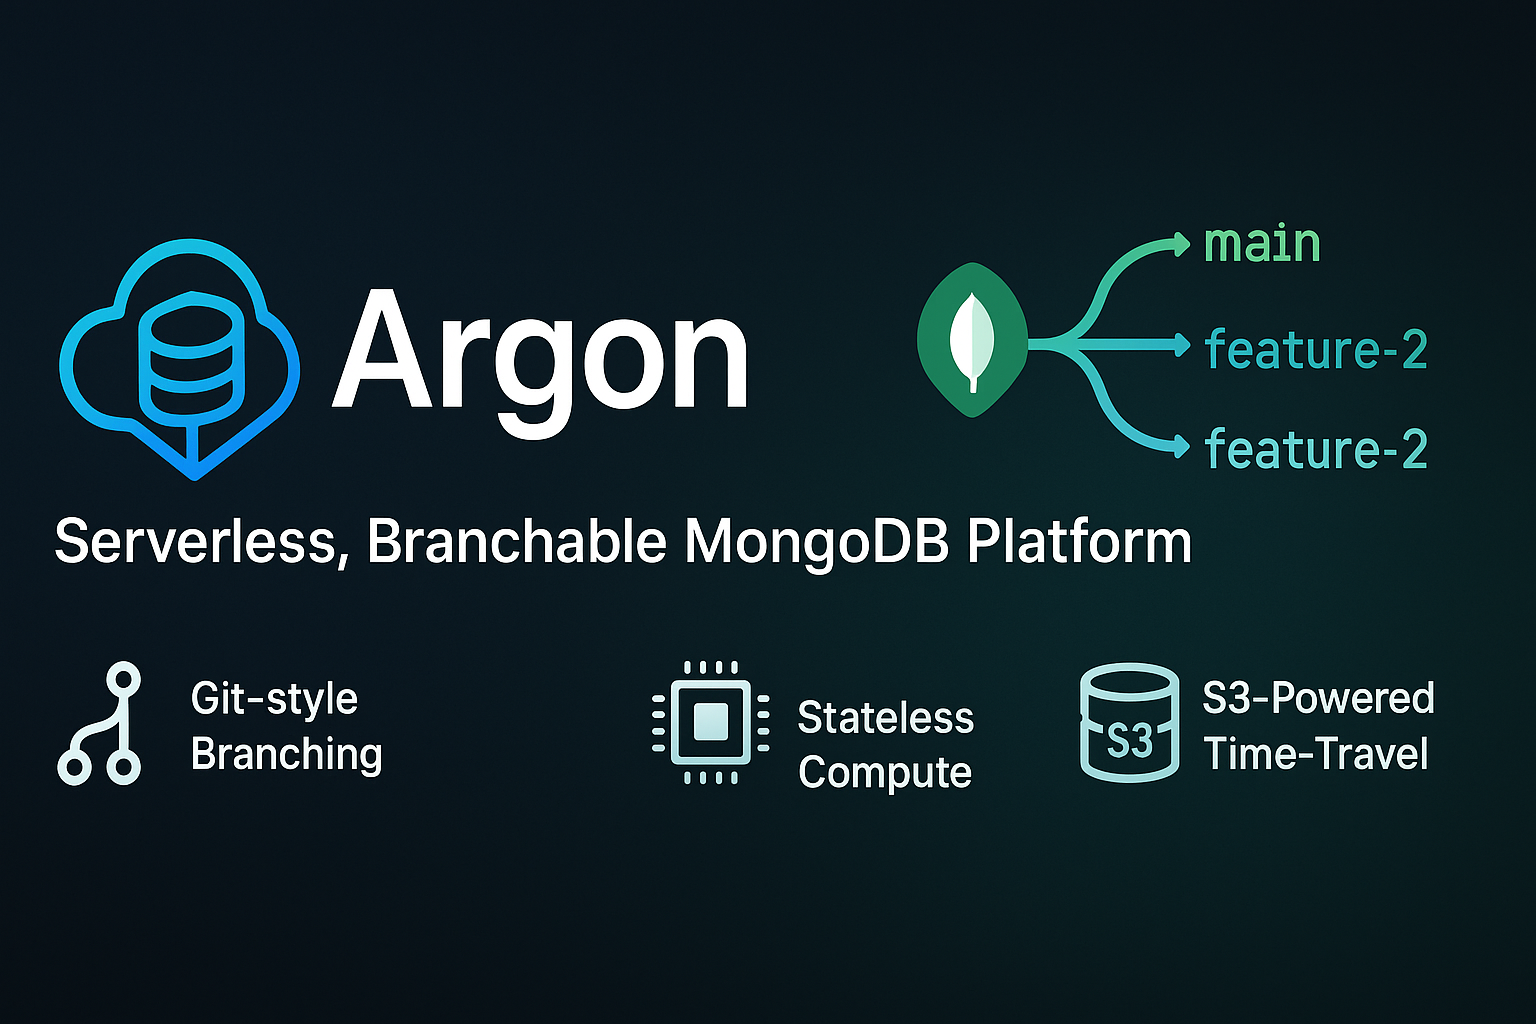 Argon
main
feature-2
feature-2
Serverless, Branchable MongoDB Platform
Git-style
Branching
Stateless
Compute
S3
S3-Powered
Time-Travel